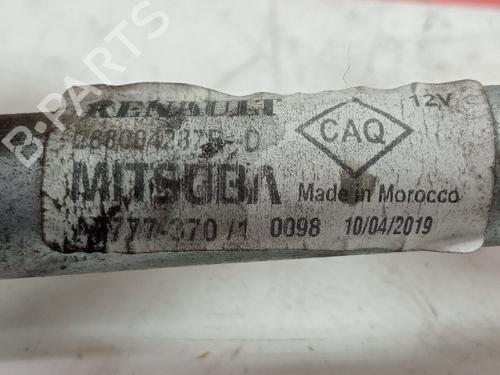 B-PARTS
RENAULT
12V
CAQ
MITSUBA
Made in Morocco
0098 10/04/2019